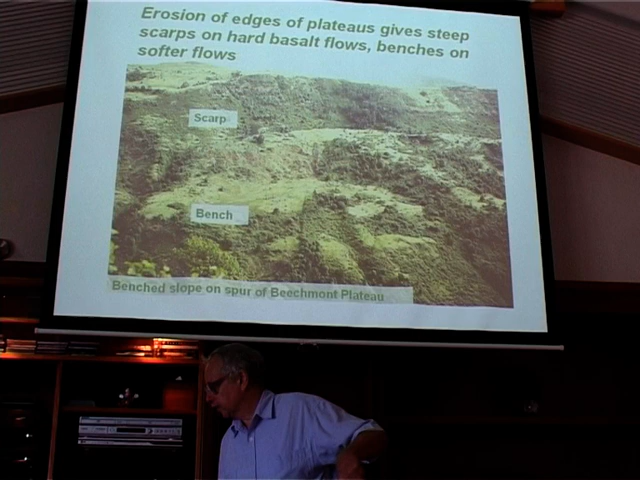 Erosion of edges of plateaus gives steep
scarps on hard basalt flows, benches on
softer flows
Scarp
Bench
Benched slope on spur of Beechmont Plateau